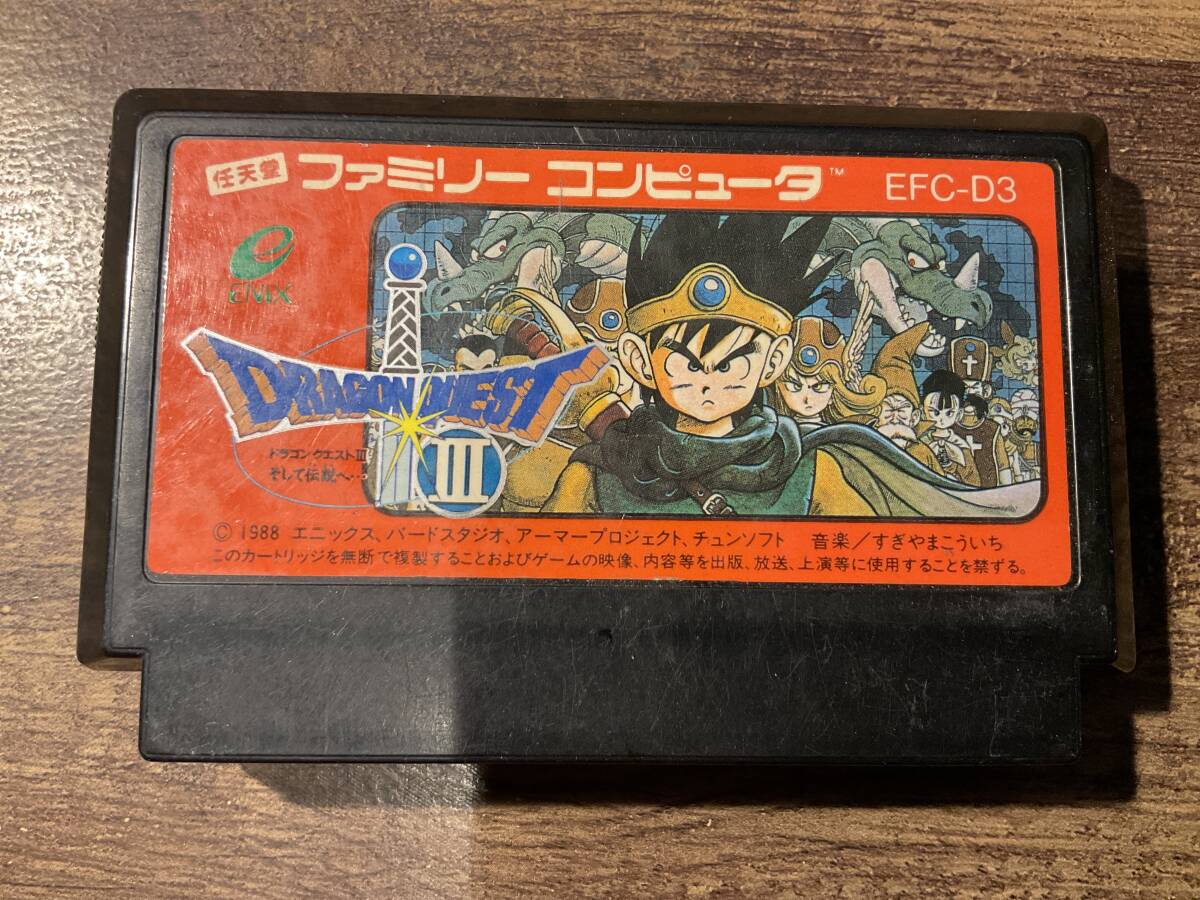 任天堂 ファミリー コンピュータ™ EFC-D3
ENIX
DRAGON QUEST
III
ドラゴンクエストIII
そして伝説へ…
© 1988 エニックス、バードスタジオ、アーマープロジェクト、チュンソフト 音楽/すぎやまこういち
このカートリッジを無断で複製することおよびゲームの映像、内容等を出版、放送、上演等に使用することを禁ずる。